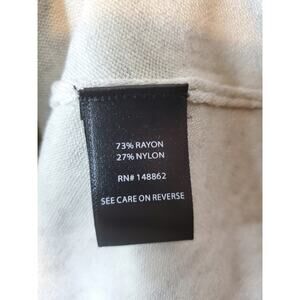 73% RAYON
27% NYLON
RN# 148862
SEE CARE ON REVERSE